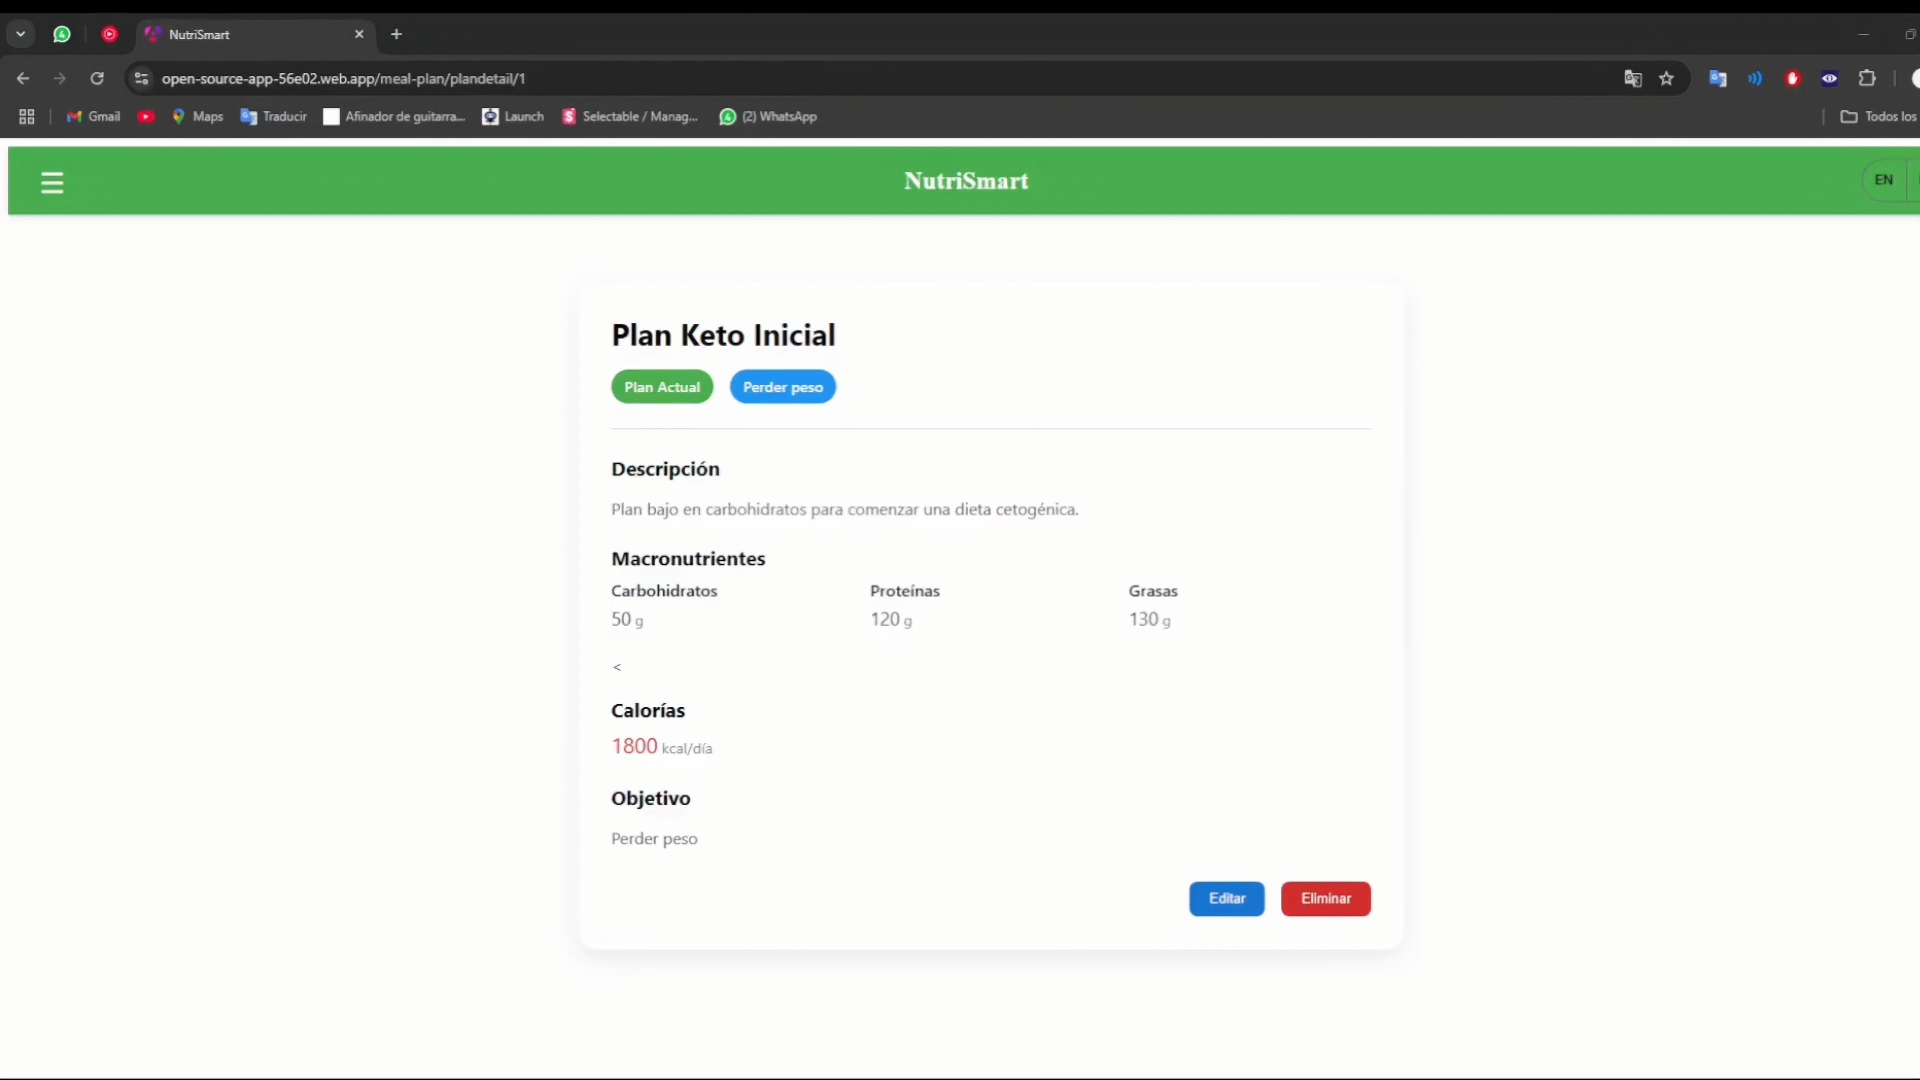 NutriSmart
open-source-app-56e02.web.app/meal-plan/plandetail/1
Gmail
Maps
Traducir
Afinador de guitarra...
Launch
Selectable / Manag...
(2) WhatsApp
Todos los
NutriSmart
EN
Plan Keto Inicial
Plan Actual
Perder peso
Descripción
Plan bajo en carbohidratos para comenzar una dieta cetogénica.
Macronutrientes
Carbohidratos Proteínas Grasas
50 g 120 g 130 g
<
Calorías
1800 kcal/día
Objetivo
Perder peso
Editar
Eliminar